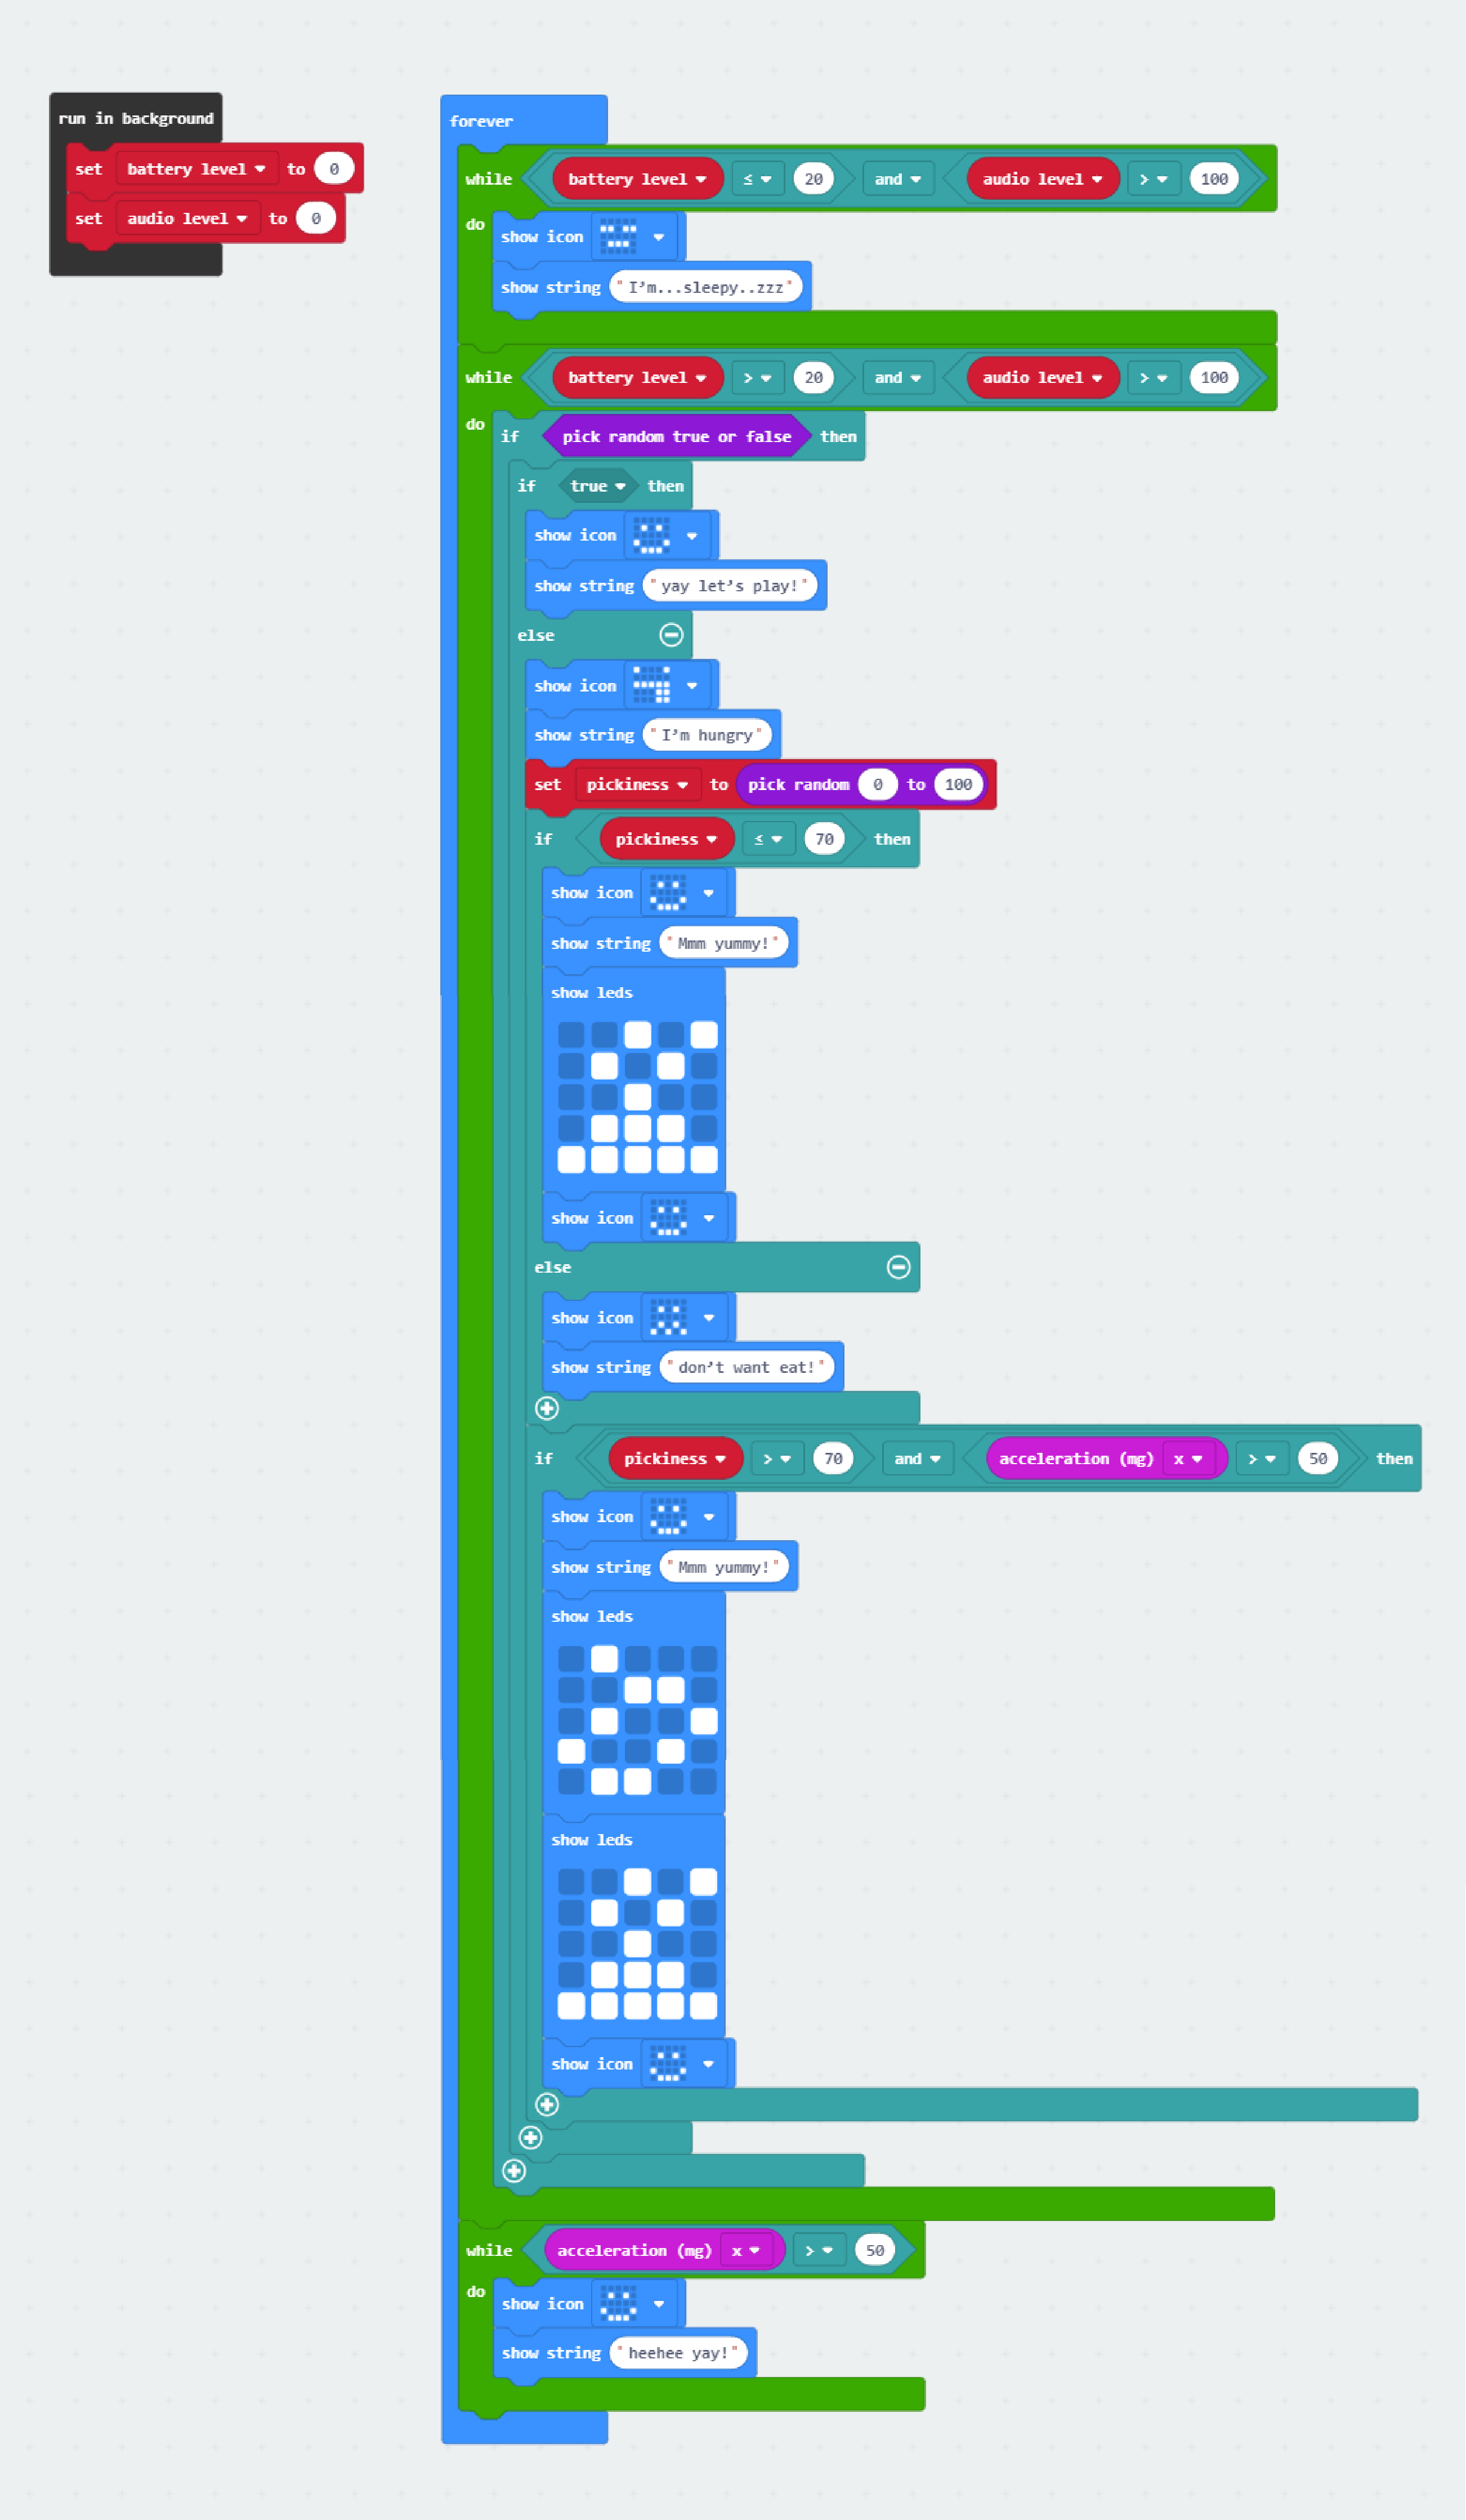 run in background
set battery level to 0
set audio level to 0
forever
while battery level ≤ 20 and audio level > 100
do
show icon
show string "I'm...sleepy..zzz"
while battery level > 20 and audio level > 100
do
if pick random true or false then
if true then
show icon
show string "yay let's play!"
else
show icon
show string "I'm hungry"
set pickiness to pick random 0 to 100
if pickiness ≤ 70 then
show icon
show string "Mmm yummy!"
show leds
show icon
else
show icon
show string "don't want eat!"
if pickiness > 70 and acceleration (mg) x > 50 then
show icon
show string "Mmm yummy!"
show leds
show leds
show icon
while acceleration (mg) x > 50
do
show icon
show string "heehee yay!"